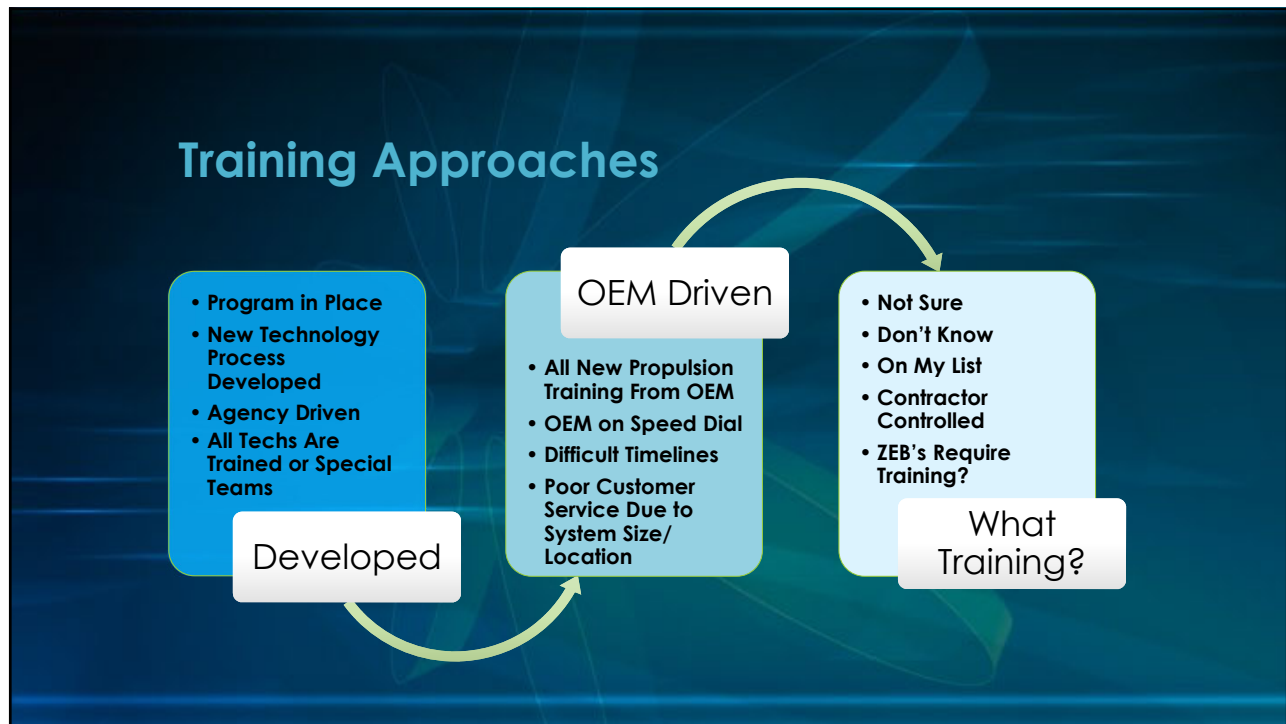 Training Approaches
• Program in Place
• New Technology
Process
Developed
• Agency Driven
• All Techs Are
Trained or Special
Teams
Developed
OEM Driven
• All New Propulsion
Training From OEM
• OEM on Speed Dial
• Difficult Timelines
• Poor Customer
Service Due to
System Size/
Location
• Not Sure
• Don’t Know
• On My List
• Contractor
Controlled
• ZEB’s Require
Training?
What
Training?